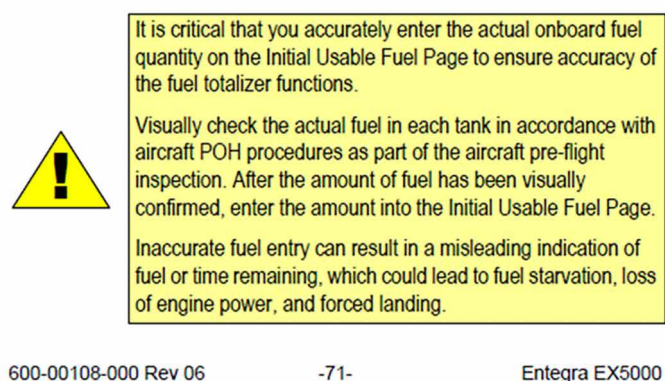 It is critical that you accurately enter the actual onboard fuel
quantity on the Initial Usable Fuel Page to ensure accuracy of
the fuel totalizer functions.
Visually check the actual fuel in each tank in accordance with
aircraft POH procedures as part of the aircraft pre-flight
inspection. After the amount of fuel has been visually
confirmed, enter the amount into the Initial Usable Fuel Page.
Inaccurate fuel entry can result in a misleading indication of
fuel or time remaining, which could lead to fuel starvation, loss
of engine power, and forced landing.
!
600-00108-000 Rev 06 -71- Entegra EX5000